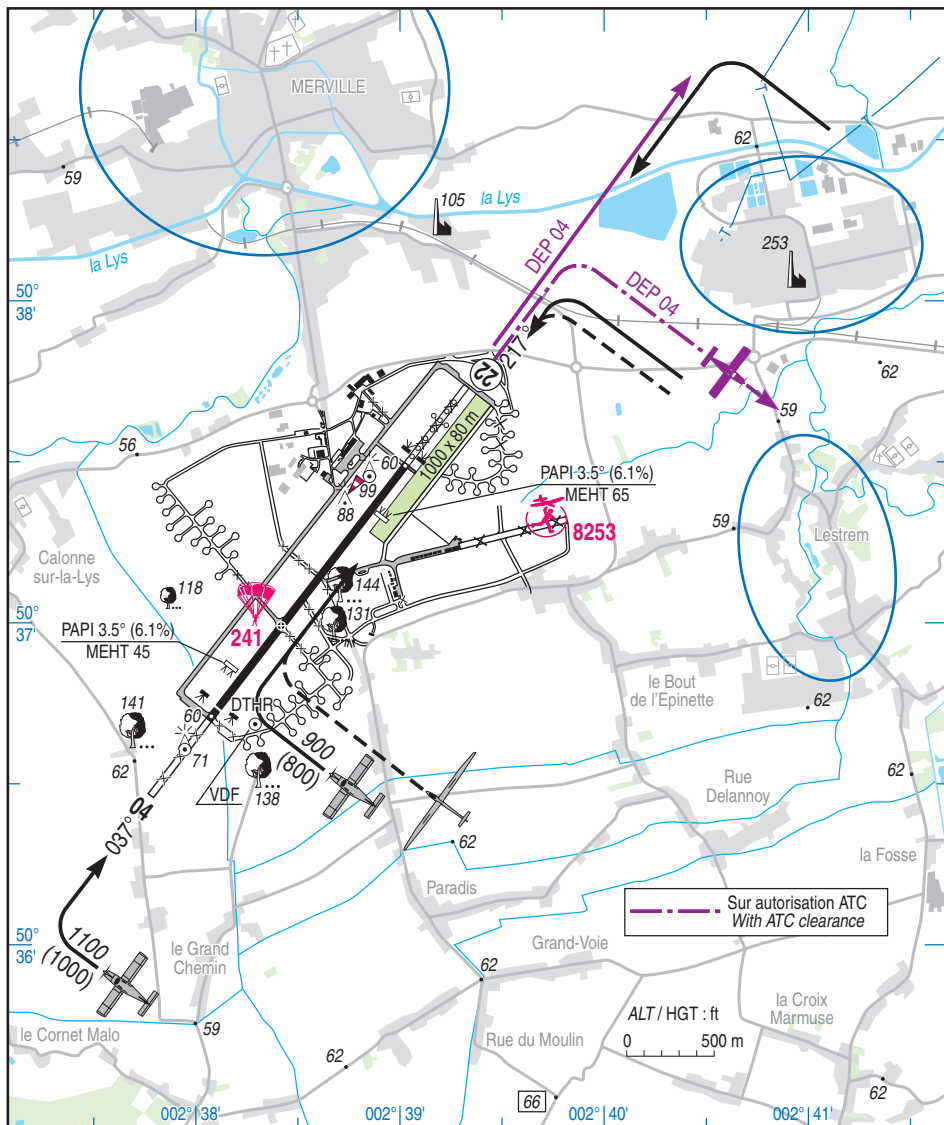 MERVILLE
59
62
105
la Lys
la Lys
253
DEP 04
DEP 04
50°
38'
217°
22
62
59
56
1000 x 80 m
60
99
88
PAPI 3.5° (6.1%)
MEHT 65
8253
59
Lestrem
Calonne
sur-la-Lys
118
144
131
50°
37'
241
PAPI 3.5° (6.1%)
MEHT 45
le Bout
de l'Epinette
62
141
60
DTHR
71
62
900
(800)
VDF
138
Rue
Delannoy
62
04
037°
62
la Fosse
Paradis
Sur autorisation ATC
With ATC clearance
50°
36'
1100
(1000)
le Grand
Chemin
Grand-Voie
62
la Croix
Marmuse
ALT / HGT : ft
0 500 m
le Cornet Malo
59
Rue du Moulin
62
62
66
002° 38'
002° 39'
002° 40'
002° 41'